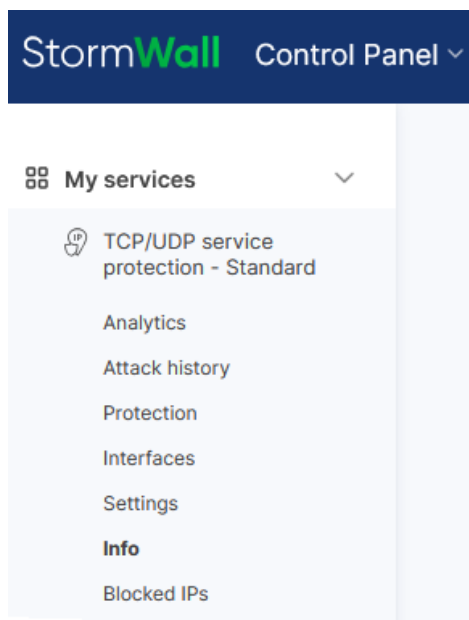 StormWall Control Panel
My services
IP
TCP/UDP service
protection - Standard
Analytics
Attack history
Protection
Interfaces
Settings
Info
Blocked IPs